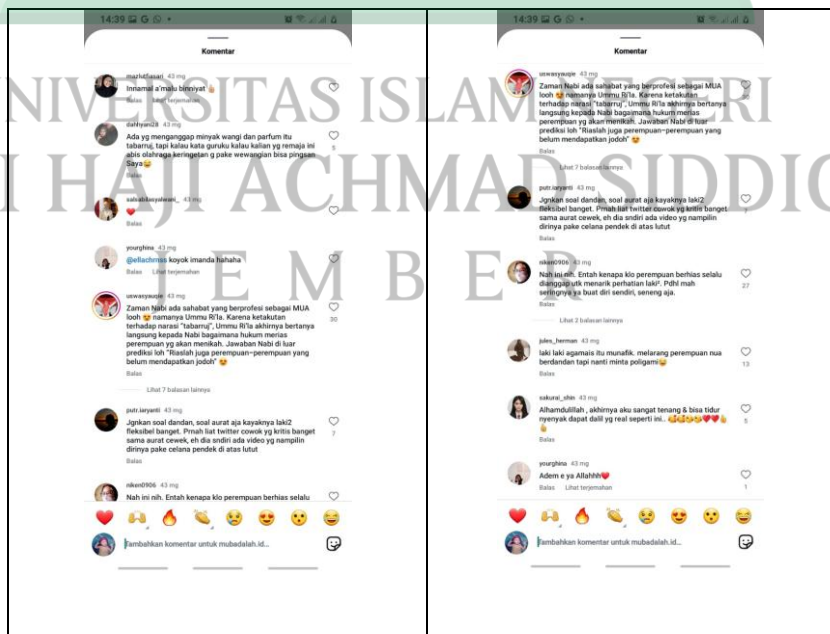 14:39
Komentar
mazlutfiasari 43 mg
Innamal a'malu binniyat
Balas Lihat terjemahan
dahhyani28 43 mg
Ada yg menganggap minyak wangi dan parfum itu
tabarruj, tapi kalau kata guruku kalau kalian yg remaja ini
abis olahraga keringetan g pake wewangian bisa pingsan
Saya😂
5
Balas
salsabilasyalwani_ 43 mg
❤️
Balas
yourghina 43 mg
@ellachrnss koyok imanda hahaha
Balas Lihat terjemahan
uswasyauqie 43 mg
Zaman Nabi ada sahabat yang berprofesi sebagai MUA
looh 😍 namanya Ummu Ri'la. Karena ketakutan
terhadap narasi "tabarruj", Ummu Ri'la akhirnya bertanya
langsung kepada Nabi bagaimana hukum merias
perempuan yg akan menikah. Jawaban Nabi di luar
prediksi loh "Riaslah juga perempuan-perempuan yang
belum mendapatkan jodoh" 😍
30
Balas
Lihat 7 balasan lainnya
putr.iaryanti 43 mg
Jgnkan soal dandan, soal aurat aja kayaknya laki2
fleksibel banget. Prnah liat twitter cowok yg kritis banget
sama aurat cewek, eh dia sndiri ada video yg nampilin
dirinya pake celana pendek di atas lutut
7
Balas
niken0906 43 mg
Nah ini nih. Entah kenapa klo perempuan berhias selalu
Tambahkan komentar untuk mubadalah.id...
14:39
Komentar
uswasyauqie 43 mg
Zaman Nabi ada sahabat yang berprofesi sebagai MUA
looh 😍 namanya Ummu Ri'la. Karena ketakutan
terhadap narasi "tabarruj", Ummu Ri'la akhirnya bertanya
langsung kepada Nabi bagaimana hukum merias
perempuan yg akan menikah. Jawaban Nabi di luar
prediksi loh "Riaslah juga perempuan-perempuan yang
belum mendapatkan jodoh" 😍
30
Balas
Lihat 7 balasan lainnya
putr.iaryanti 43 mg
Jgnkan soal dandan, soal aurat aja kayaknya laki2
fleksibel banget. Prnah liat twitter cowok yg kritis banget
sama aurat cewek, eh dia sndiri ada video yg nampilin
dirinya pake celana pendek di atas lutut
7
Balas
niken0906 43 mg
Nah ini nih. Entah kenapa klo perempuan berhias selalu
dianggap utk menarik perhatian laki². Pdhl mah
seringnya ya buat diri sendiri, seneng aja.
27
Balas
Lihat 2 balasan lainnya
jules_herman 43 mg
laki laki agamais itu munafik. melarang perempuan nua
berdandan tapi nanti minta poligami😂
13
Balas
sakurai_shin 43 mg
Alhamdulillah , akhirnya aku sangat tenang & bisa tidur
nyenyak dapat dalil yg real seperti ini..
5
Balas
yourghina 43 mg
Adem e ya Allahhh❤️
1
Balas Lihat terjemahan
Tambahkan komentar untuk mubadalah.id...
NIVERSITAS ISLAM NEGERI
I HAJI ACHMAD SIDDIQ
JEMBER